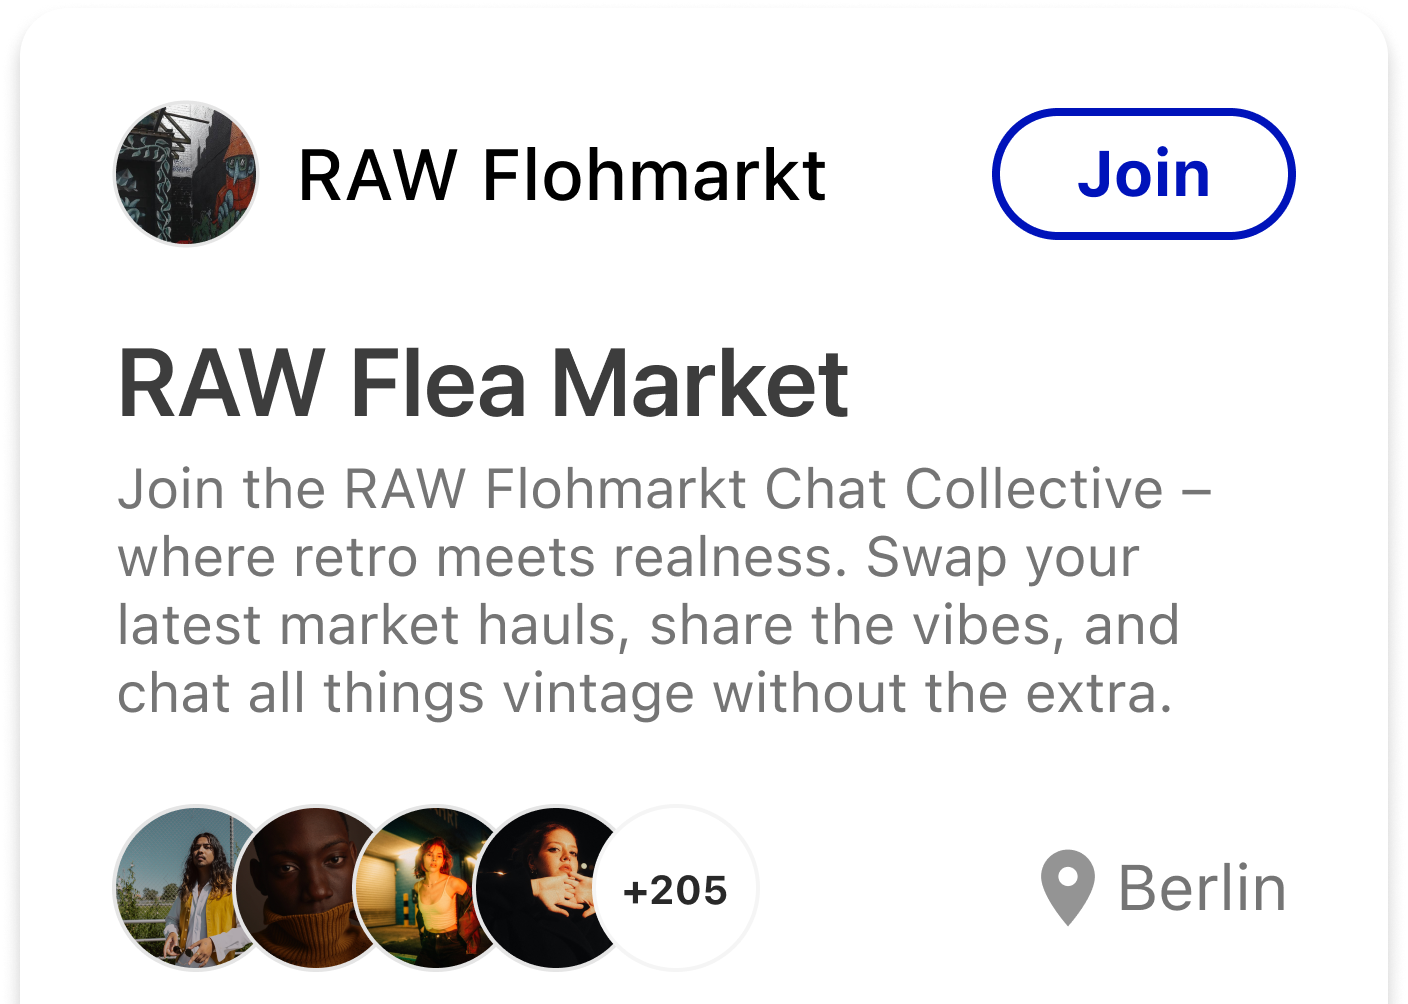 RAW Flohmarkt
Join
RAW Flea Market
Join the RAW Flohmarkt Chat Collective –
where retro meets realness. Swap your
latest market hauls, share the vibes, and
chat all things vintage without the extra.
+205
Berlin